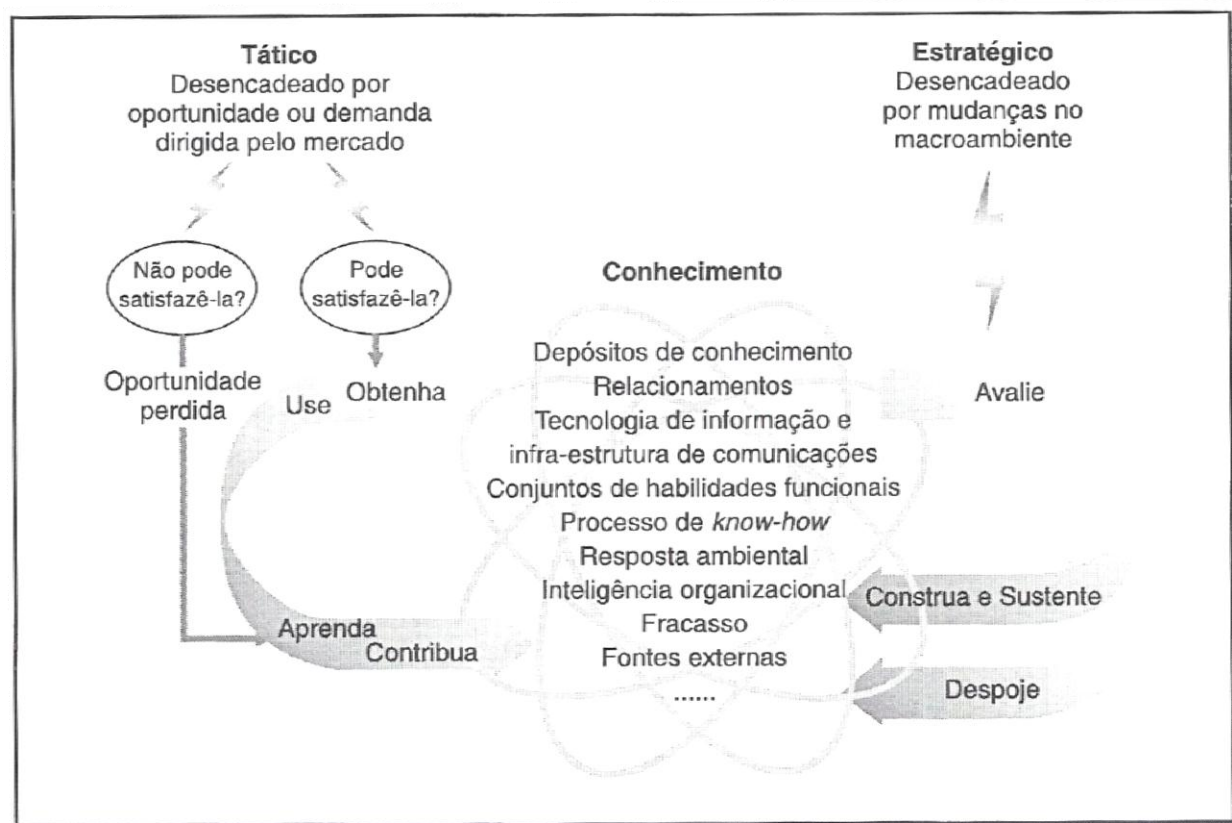 Tático
Desencadeado por
oportunidade ou demanda
dirigida pelo mercado
Estratégico
Desencadeado
por mudanças no
macroambiente
Não pode
satisfazê-la?
Pode
satisfazê-la?
Oportunidade
perdida
Use
Obtenha
Aprenda
Contribua
Conhecimento
Depósitos de conhecimento
Relacionamentos
Tecnologia de informação e
infra-estrutura de comunicações
Conjuntos de habilidades funcionais
Processo de know-how
Resposta ambiental
Inteligência organizacional
Fracasso
Fontes externas
......
Avalie
Construa e Sustente
Despoje